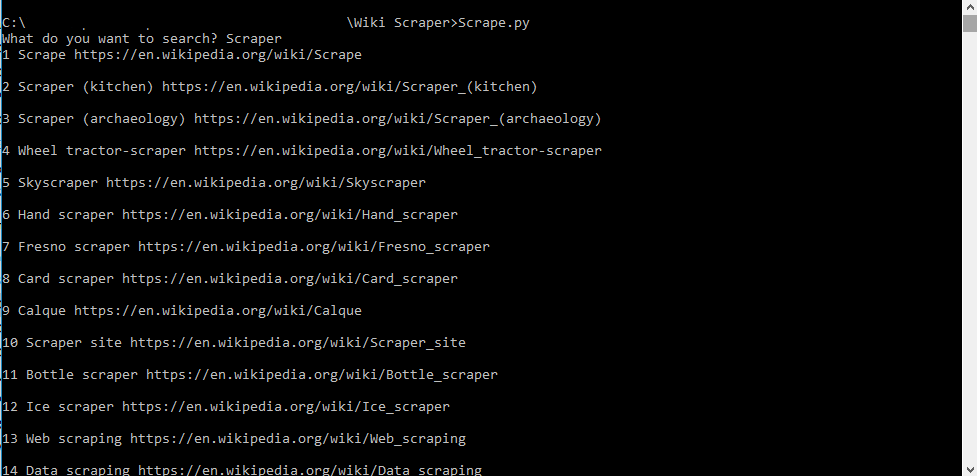 C:\ \Wiki Scraper>Scrape.py
What do you want to search? Scraper
1 Scrape https://en.wikipedia.org/wiki/Scrape
2 Scraper (kitchen) https://en.wikipedia.org/wiki/Scraper_(kitchen)
3 Scraper (archaeology) https://en.wikipedia.org/wiki/Scraper_(archaeology)
4 Wheel tractor-scraper https://en.wikipedia.org/wiki/Wheel_tractor-scraper
5 Skyscraper https://en.wikipedia.org/wiki/Skyscraper
6 Hand scraper https://en.wikipedia.org/wiki/Hand_scraper
7 Fresno scraper https://en.wikipedia.org/wiki/Fresno_scraper
8 Card scraper https://en.wikipedia.org/wiki/Card_scraper
9 Calque https://en.wikipedia.org/wiki/Calque
10 Scraper site https://en.wikipedia.org/wiki/Scraper_site
11 Bottle scraper https://en.wikipedia.org/wiki/Bottle_scraper
12 Ice scraper https://en.wikipedia.org/wiki/Ice_scraper
13 Web scraping https://en.wikipedia.org/wiki/Web_scraping
14 Data scraping https://en.wikipedia.org/wiki/Data_scraping